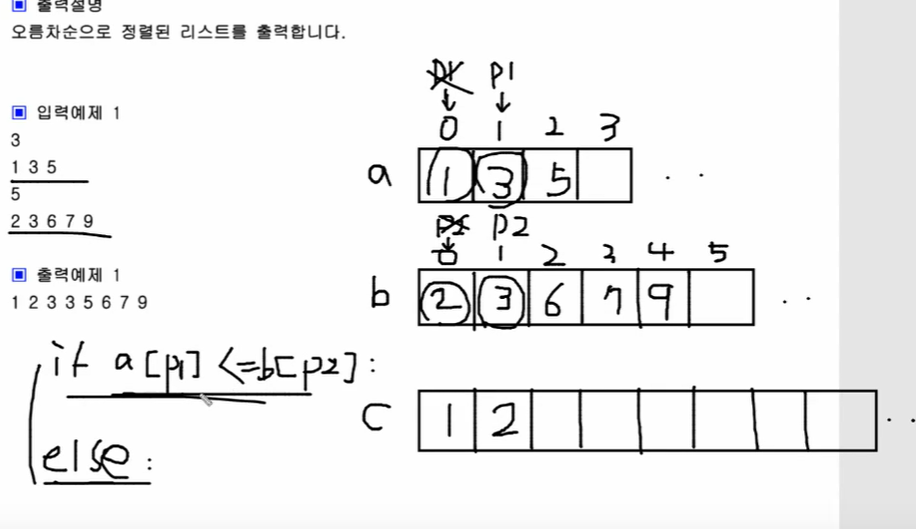 출력설명
오름차순으로 정렬된 리스트를 출력합니다.
입력예제 1
3
1 3 5
5
2 3 6 7 9
출력예제 1
1 2 3 3 5 6 7 9
if a[p1] <=b[p2]:
else:
p1 p1
0 1 2 3
a 1 3 5 . .
p2 p2
0 1 2 3 4 5
b 2 3 6 7 9 . .
c 1 2 . .